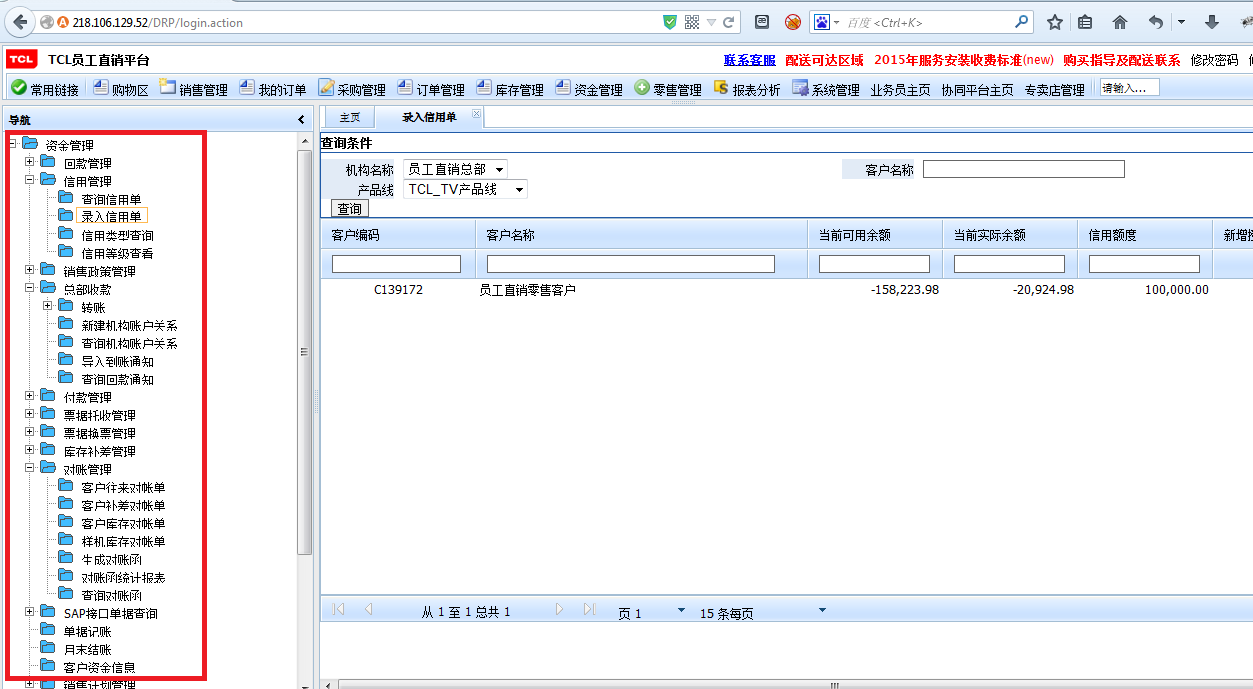 218.106.129.52/DRP/login.action
百度 <Ctrl+K>
TCL TCL员工直销平台 联系客服 配送可达区域 2015年服务安装收费标准(new) 购买指导及配送联系 修改密码
常用链接 购物区 销售管理 我的订单 采购管理 订单管理 库存管理 资金管理 零售管理 报表分析 系统管理 业务员主页 协同平台主页 专卖店管理 请输入...
导航
主页 录入信用单
资金管理
回款管理
信用管理
查询信用单
录入信用单
信用类型查询
信用等级查看
销售政策管理
总部收款
转账
新建机构账户关系
查询机构账户关系
导入到账通知
查询回款通知
付款管理
票据托收管理
票据换票管理
库存补差管理
对账管理
客户往来对帐单
客户补差对帐单
客户库存对帐单
样机库存对帐单
生成对账函
对账函统计报表
查询对账函
SAP接口单据查询
单据记账
月末结账
客户资金信息
销售计划管理
查询条件
机构名称 员工直销总部 客户名称
产品线 TCL_TV产品线
查询
客户编码 客户名称 当前可用余额 当前实际余额 信用额度
C139172 员工直销零售客户 -158,223.98 -20,924.98 100,000.00
从 1 至 1 总共 1 页 1 15 条每页